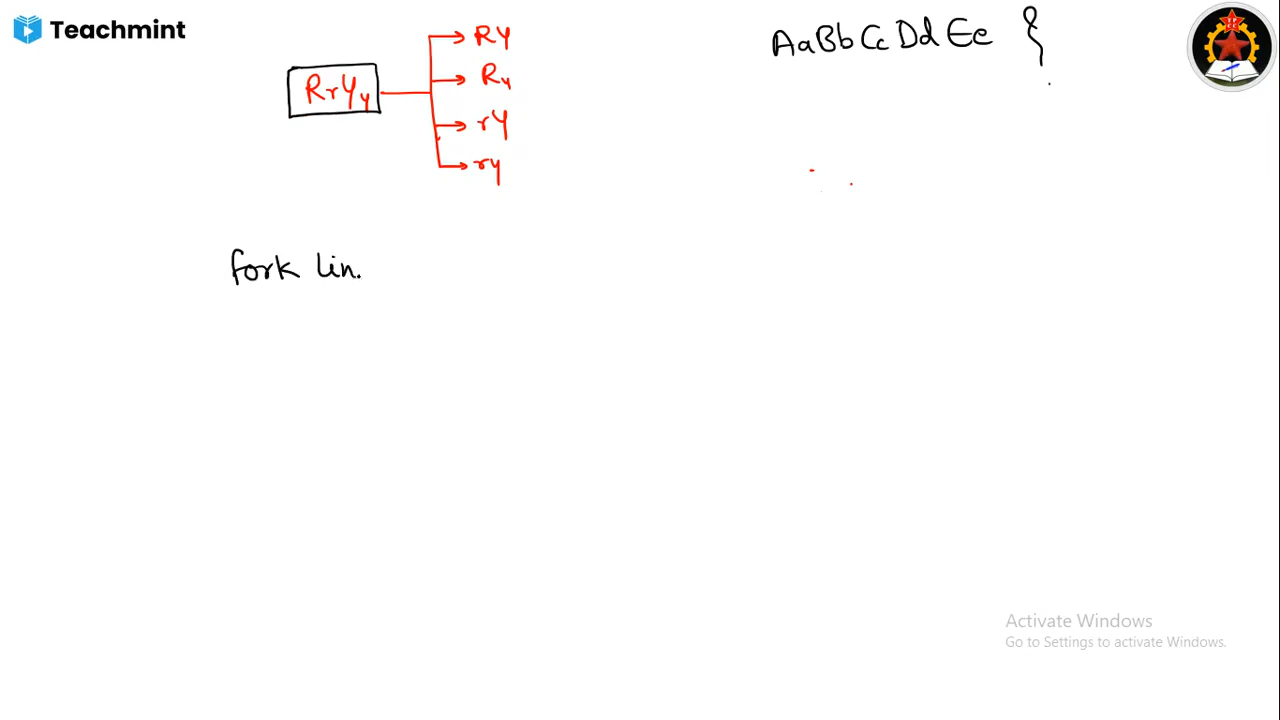 Teachmint
RrYy
RY
Ry
rY
ry
AaBbCcDdEe {
fork lin.
Activate Windows
Go to Settings to activate Windows.